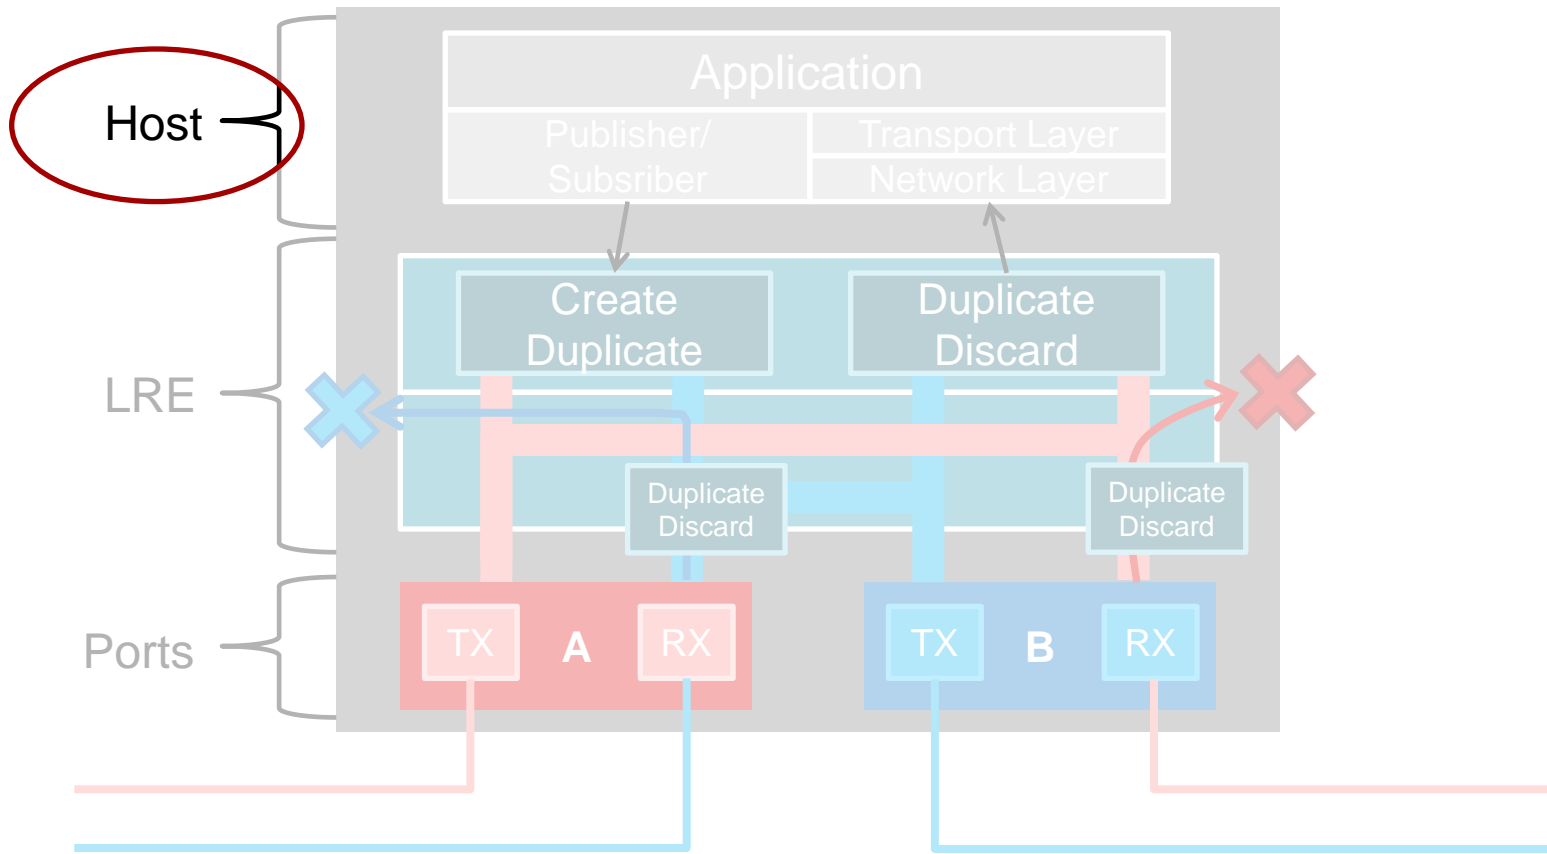 Application
Host
Publisher/
Subsriber
Transport Layer
Network Layer
LRE
Create
Duplicate
Duplicate
Discard
Duplicate
Discard
Duplicate
Discard
Ports
TX
A
RX
TX
B
RX